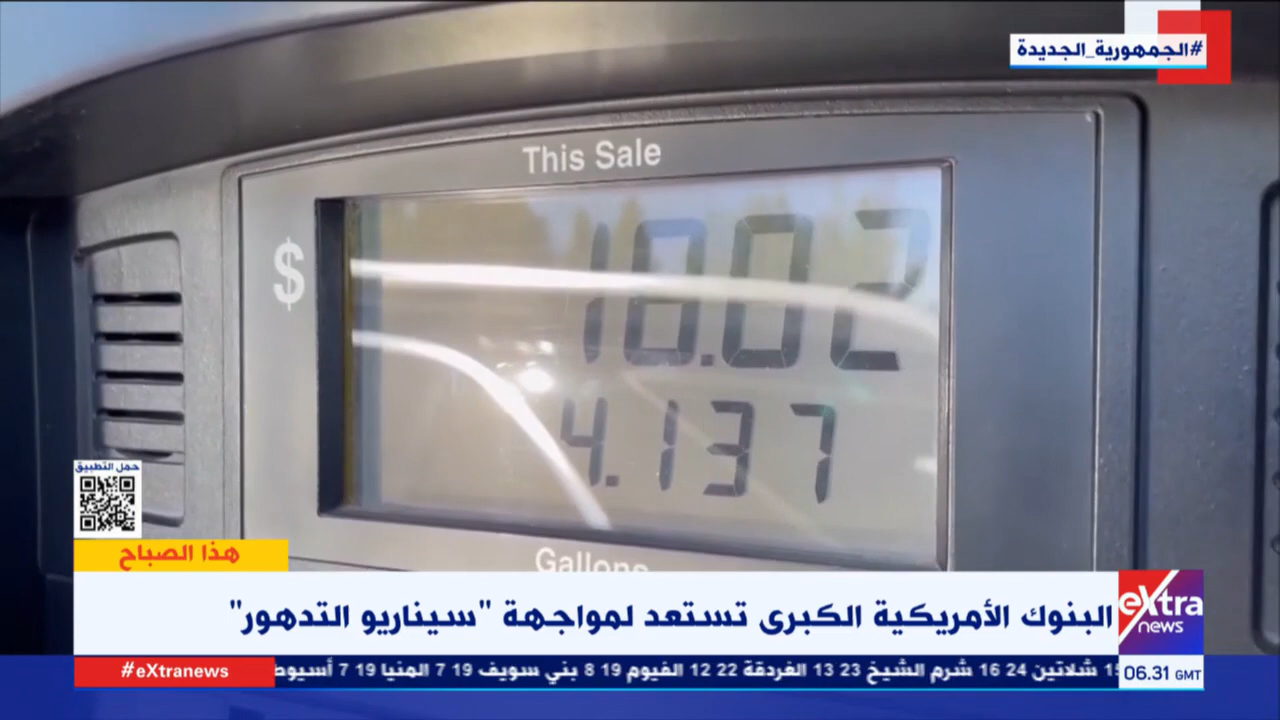 #الجمهورية_الجديدة
This Sale
$
18.02
4.137
Gallons
حمل التطبيق
هذا الصباح
البنوك الأمريكية الكبرى تستعد لمواجهة "سيناريو التدهور"
eXtra news
#eXtranews
15 شلاتين 24 16 شرم الشيخ 23 13 الغردقة 22 12 الفيوم 19 8 بني سويف 19 7 المنيا 19 7 أسيوط
06.31 GMT